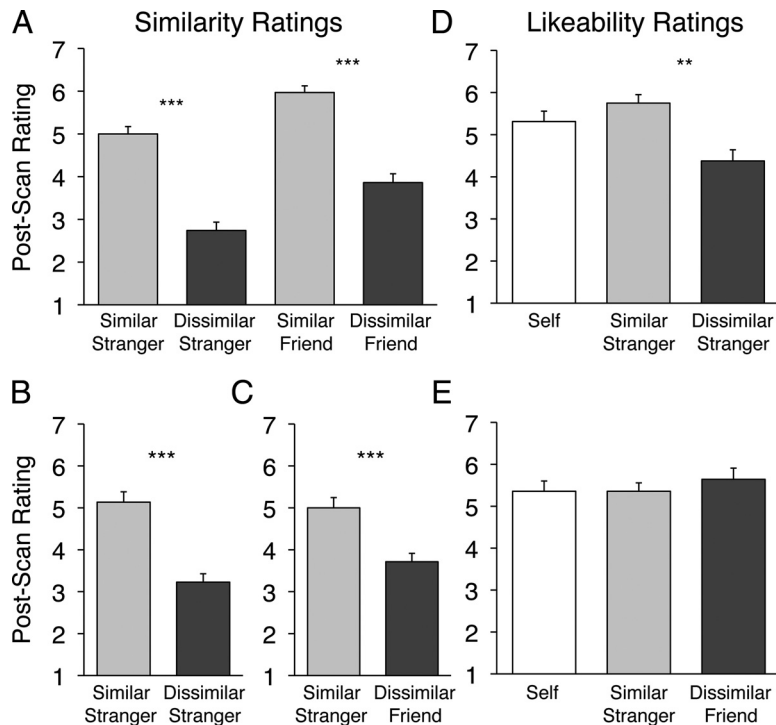 A
Similarity Ratings
D
Likeability Ratings
Post-Scan Rating
7
6
5
4
3
2
1
***
***
Similar
Stranger
Dissimilar
Stranger
Similar
Friend
Dissimilar
Friend
7
6
5
4
3
2
1
**
Self
Similar
Stranger
Dissimilar
Stranger
B
Post-Scan Rating
7
6
5
4
3
2
1
***
Similar
Stranger
Dissimilar
Stranger
C
7
6
5
4
3
2
1
***
Similar
Stranger
Dissimilar
Friend
E
7
6
5
4
3
2
1
Self
Similar
Stranger
Dissimilar
Friend